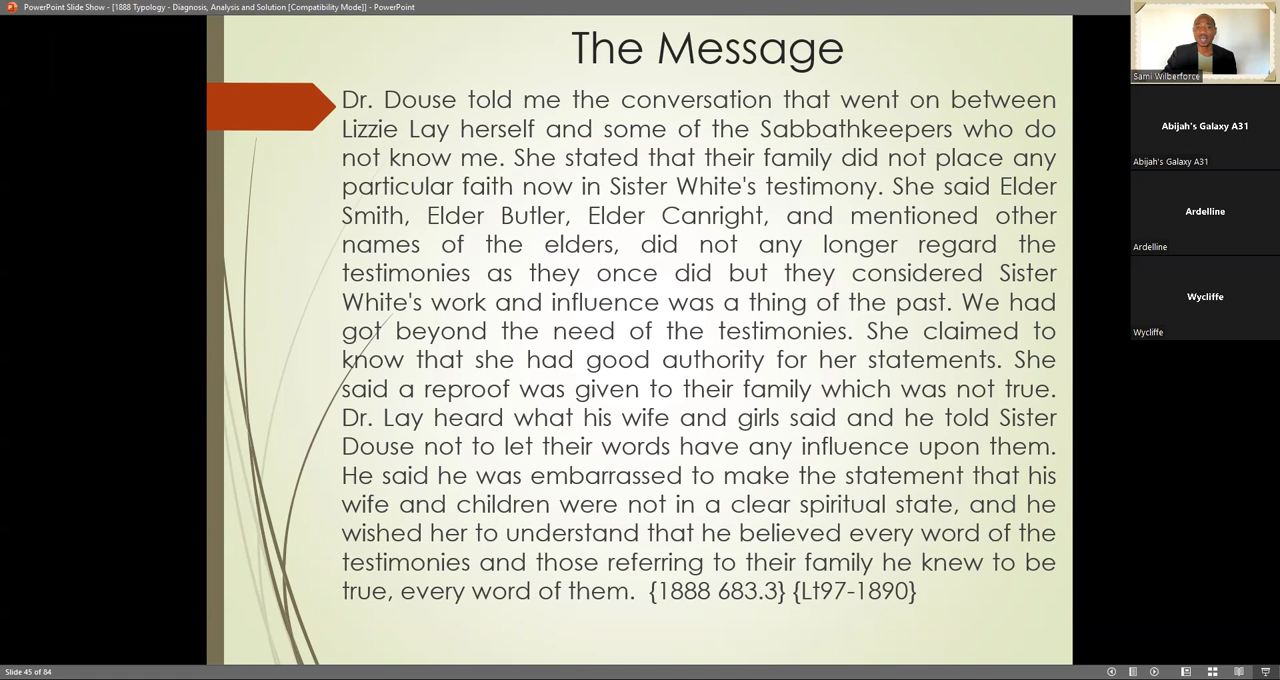 PowerPoint Slide Show - [1888 Typology - Diagnosis, Analysis and Solution [Compatibility Mode]] - PowerPoint
The Message
Dr. Douse told me the conversation that went on between
Lizzie Lay herself and some of the Sabbathkeepers who do
not know me. She stated that their family did not place any
particular faith now in Sister White's testimony. She said Elder
Smith, Elder Butler, Elder Canright, and mentioned other
names of the elders, did not any longer regard the
testimonies as they once did but they considered Sister
White's work and influence was a thing of the past. We had
got beyond the need of the testimonies. She claimed to
know that she had good authority for her statements. She
said a reproof was given to their family which was not true.
Dr. Lay heard what his wife and girls said and he told Sister
Douse not to let their words have any influence upon them.
He said he was embarrassed to make the statement that his
wife and children were not in a clear spiritual state, and he
wished her to understand that he believed every word of the
testimonies and those referring to their family he knew to be
true, every word of them. {1888 683.3} {Lt97-1890}
Sami Wilberforce
Abijah's Galaxy A31
Abijah's Galaxy A31
Ardelline
Ardelline
Wycliffe
Wycliffe
Slide 45 of 84